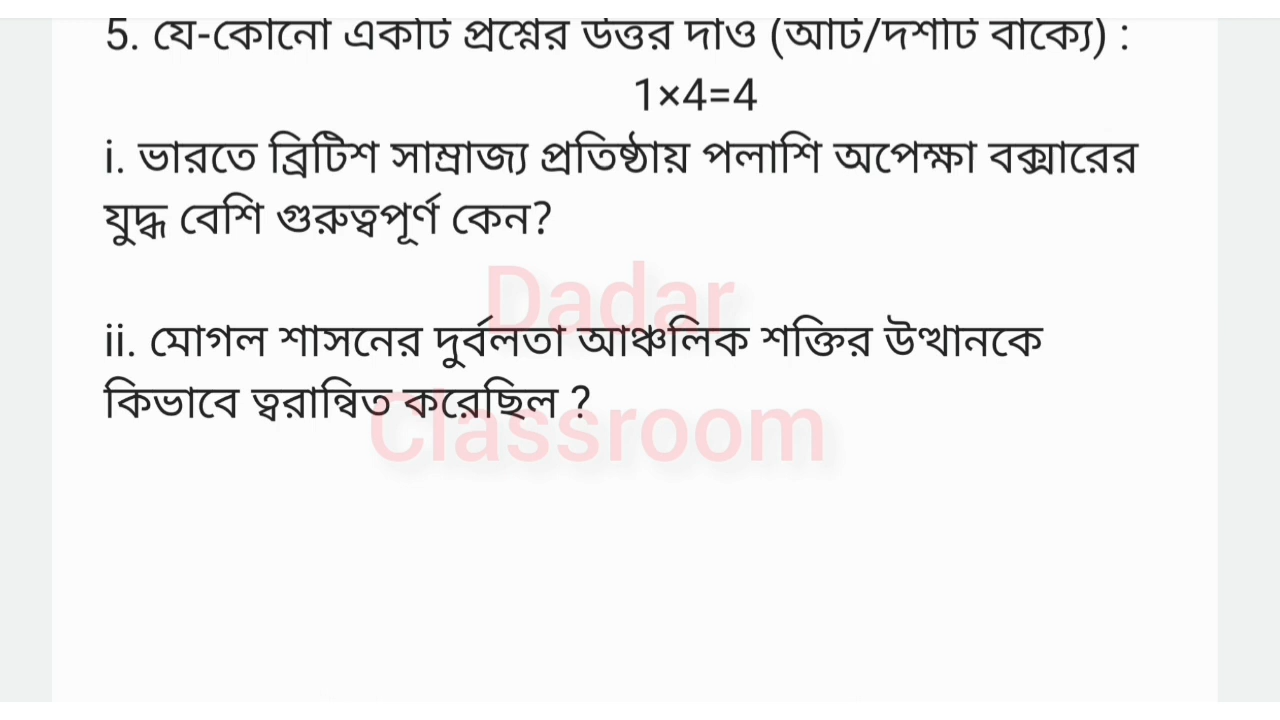 5. যে-কোনো একটি প্রশ্নের উত্তর দাও (আট/দশটি বাক্যে) :
1×4=4
i. ভারতে ব্রিটিশ সাম্রাজ্য প্রতিষ্ঠায় পলাশি অপেক্ষা বক্সারের
যুদ্ধ বেশি গুরুত্বপূর্ণ কেন?
ii. মোগল শাসনের দুর্বলতা আঞ্চলিক শক্তির উত্থানকে
কিভাবে ত্বরান্বিত করেছিল ?
Dadar
Classroom